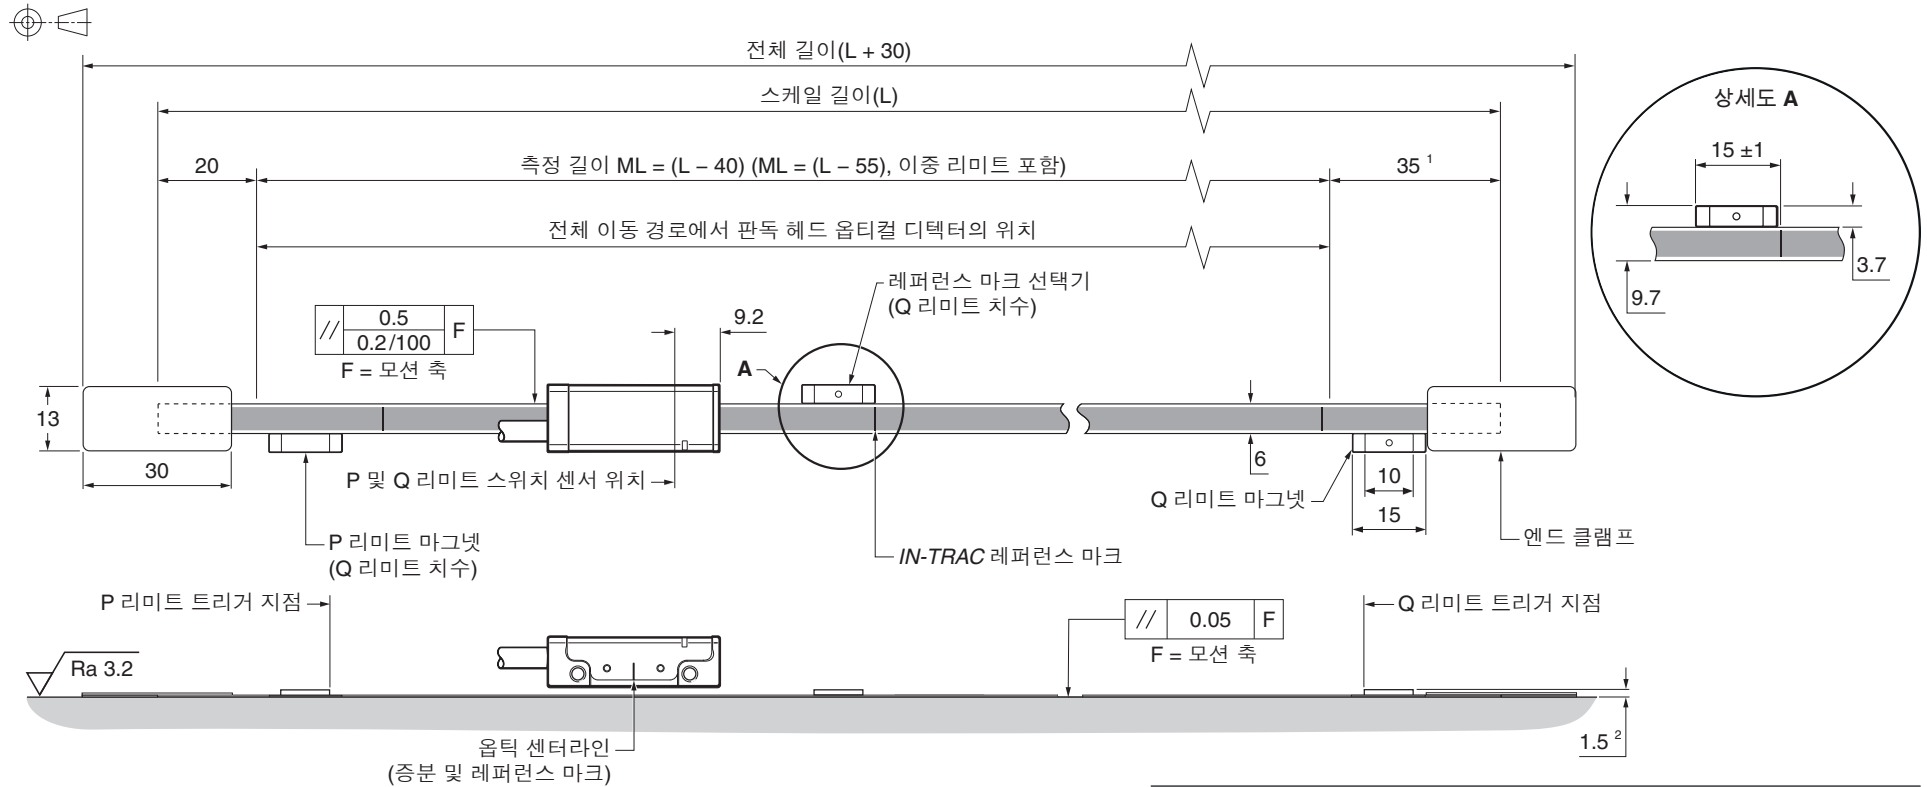 전체 길이(L + 30)
스케일 길이(L)
상세도 A
15 ±1
20
측정 길이 ML = (L − 40) (ML = (L − 55), 이중 리미트 포함)
35 ¹
전체 이동 경로에서 판독 헤드 옵티컬 디텍터의 위치
3.7
9.7
레퍼런스 마크 선택기
(Q 리미트 치수)
// 0.5 F
0.2/100
F = 모션 축
9.2
A
13
30
P 및 Q 리미트 스위치 센서 위치
6
10
15
Q 리미트 마그넷
P 리미트 마그넷
(Q 리미트 치수)
IN-TRAC 레퍼런스 마크
엔드 클램프
P 리미트 트리거 지점
// 0.05 F
F = 모션 축
Q 리미트 트리거 지점
Ra 3.2
옵틱 센터라인
(증분 및 레퍼런스 마크)
1.5 ²